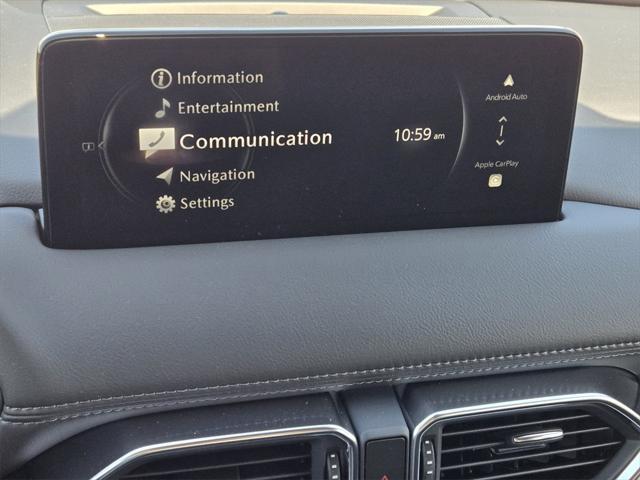 Information
Entertainment
Communication
Navigation
Settings
10:59 am
Android Auto
Apple CarPlay